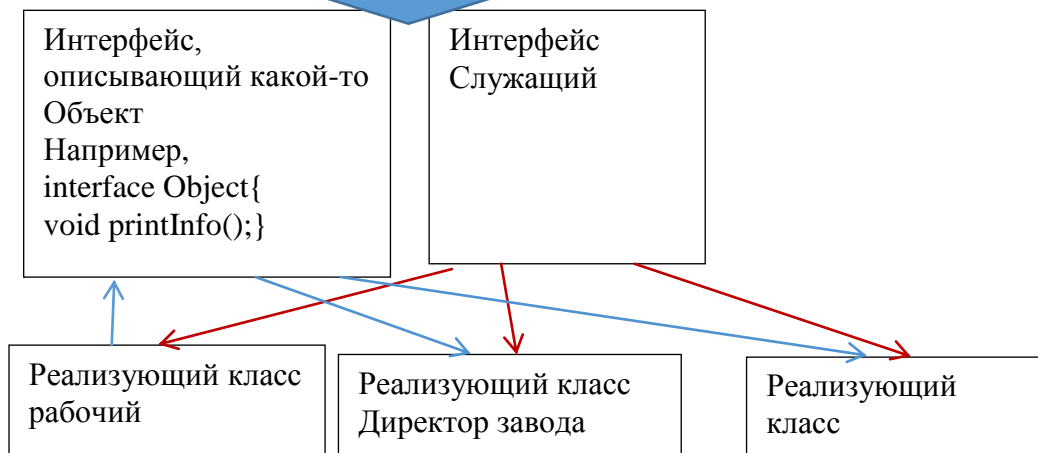 Интерфейс,
описывающий какой-то
Объект
Например,
interface Object{
void printInfo();}
Интерфейс
Служащий
Реализующий класс
рабочий
Реализующий класс
Директор завода
Реализующий
класс